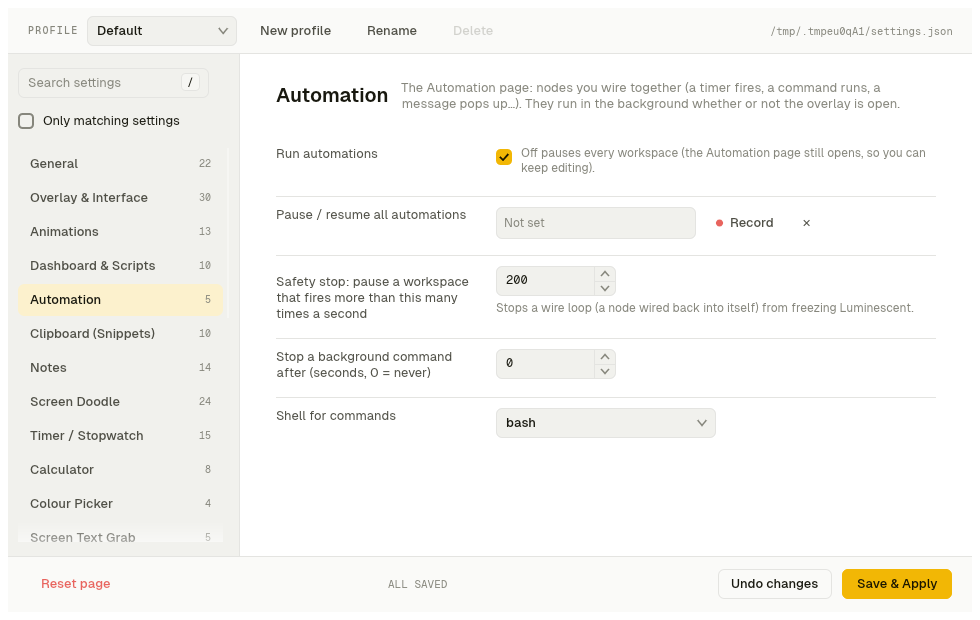 PROFILE Default New profile Rename Delete /tmp/.tmpeu0qA1/settings.json
Search settings /
Only matching settings
General 22
Overlay & Interface 30
Animations 13
Dashboard & Scripts 10
Automation 5
Clipboard (Snippets) 10
Notes 14
Screen Doodle 24
Timer / Stopwatch 15
Calculator 8
Colour Picker 4
Screen Text Grab 5
Automation
The Automation page: nodes you wire together (a timer fires, a command runs, a
message pops up…). They run in the background whether or not the overlay is open.
Run automations
Off pauses every workspace (the Automation page still opens, so you can
keep editing).
Pause / resume all automations
Not set Record ×
Safety stop: pause a workspace
that fires more than this many
times a second
200
Stops a wire loop (a node wired back into itself) from freezing Luminescent.
Stop a background command
after (seconds, 0 = never)
0
Shell for commands
bash
Reset page ALL SAVED Undo changes Save & Apply